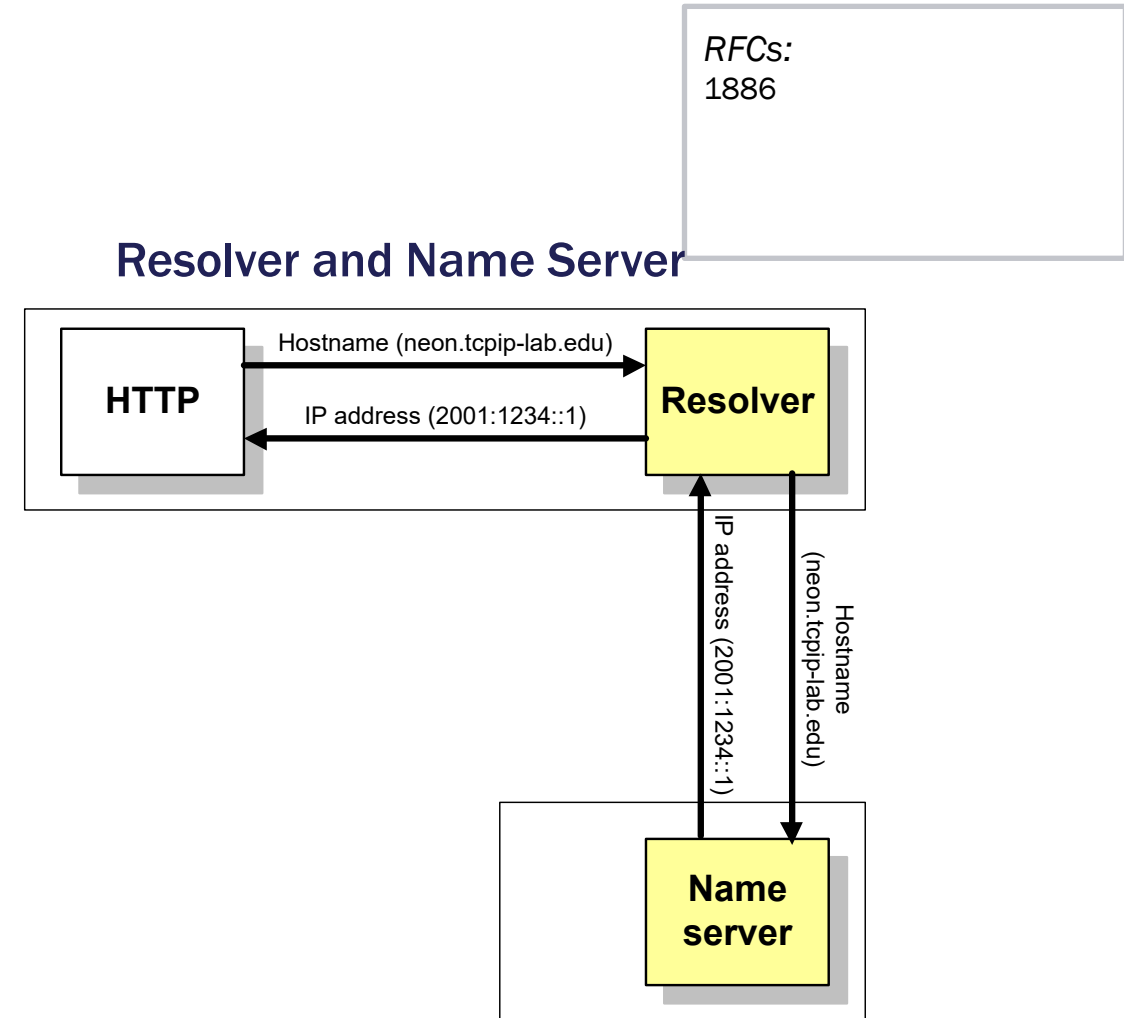 RFCs:
1886
Resolver and Name Server
HTTP
Hostname (neon.tcpip-lab.edu)
IP address (2001:1234::1)
Resolver
IP address (2001:1234::1)
Hostname
(neon.tcpip-lab.edu)
Name
server